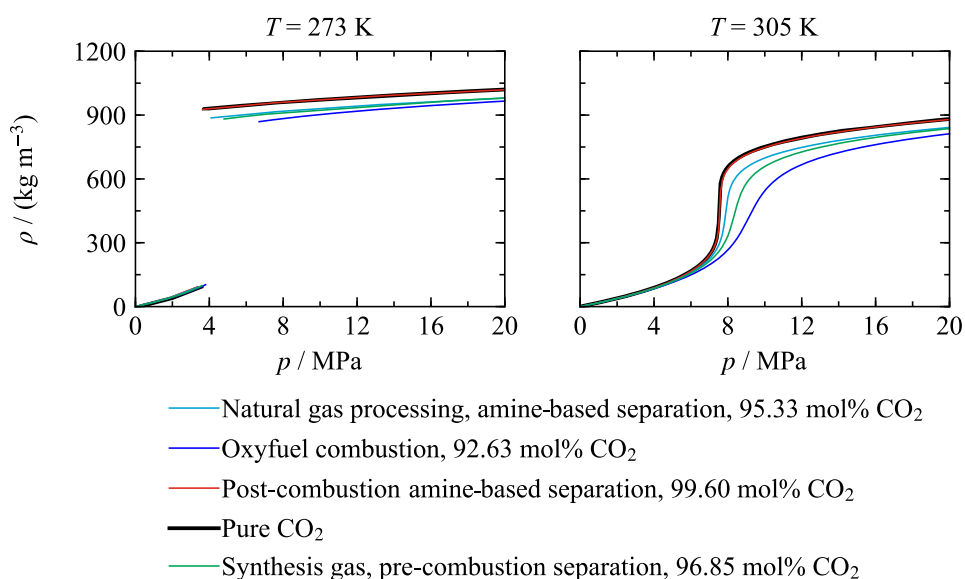 T = 273 K
T = 305 K
ρ / (kg m⁻³)
1200
900
600
300
0
0 4 8 12 16 20
0 4 8 12 16 20
p / MPa
p / MPa
Natural gas processing, amine-based separation, 95.33 mol% CO₂
Oxyfuel combustion, 92.63 mol% CO₂
Post-combustion amine-based separation, 99.60 mol% CO₂
Pure CO₂
Synthesis gas, pre-combustion separation, 96.85 mol% CO₂